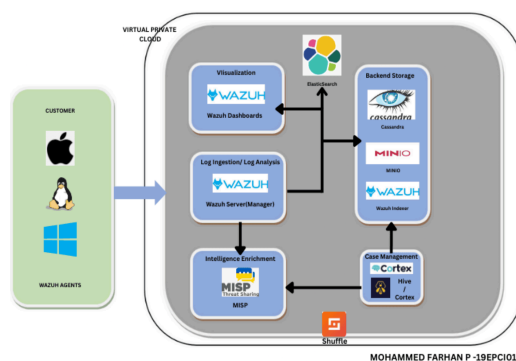 VIRTUAL PRIVATE
CLOUD
CUSTOMER
WAZUH AGENTS
VIisualization
WAZUH
Wazuh Dashboards
ElasticSearch
Backend Storage
cassandra
Cassandra
MINIO
MINIO
WAZUH
Wazuh Indexer
Log Ingestion/ Log Analysis
WAZUH
Wazuh Server(Manager)
Intelligence Enrichment
MISP
Threat Sharing
MISP
Case Management
Cortex
Hive
/
Cortex
Shuffle
MOHAMMED FARHAN P -19EPCI01